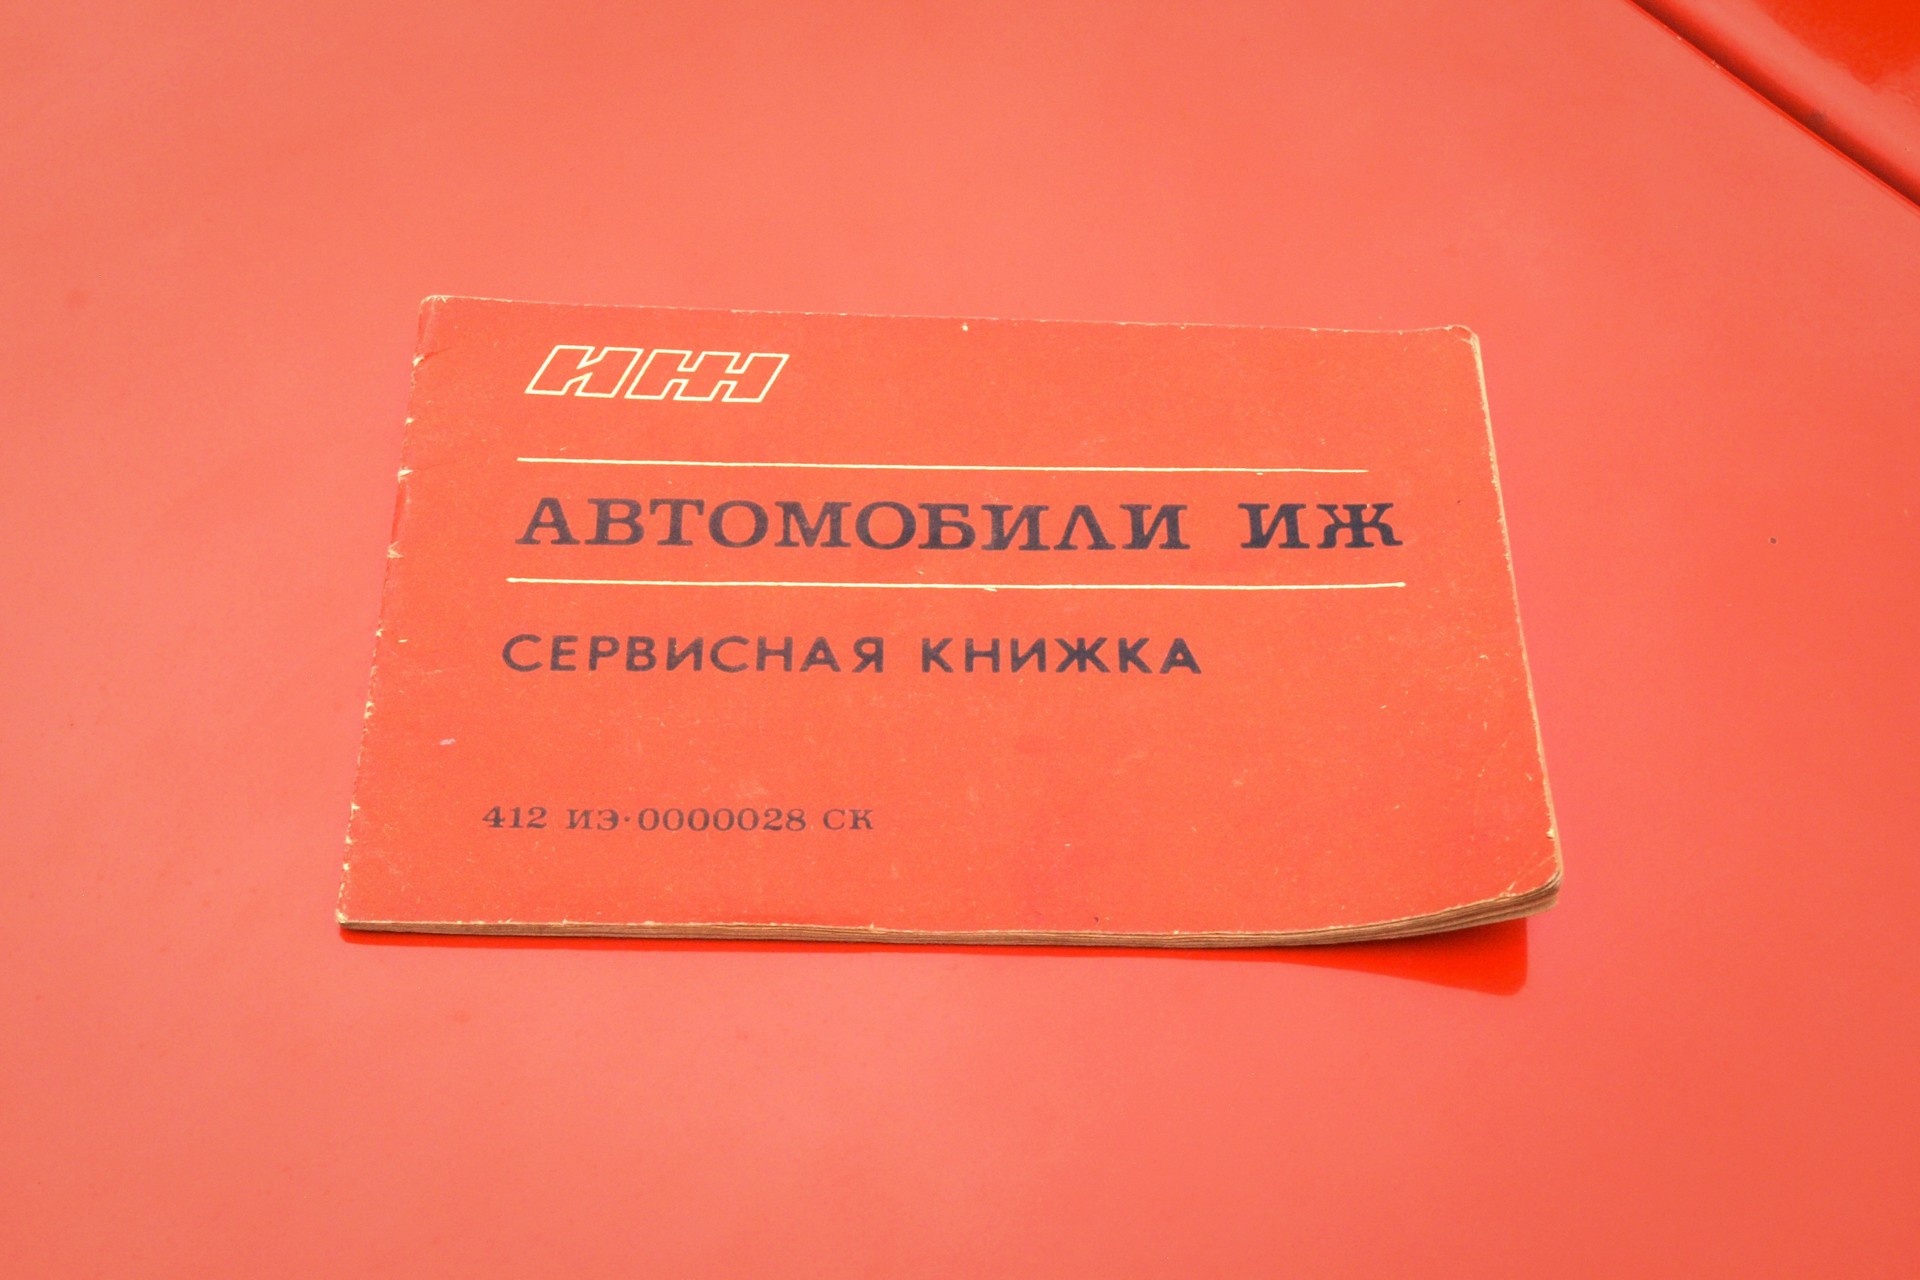 ИЖ
АВТОМОБИЛИ ИЖ
СЕРВИСНАЯ КНИЖКА
412 ИЭ·0000028 СК